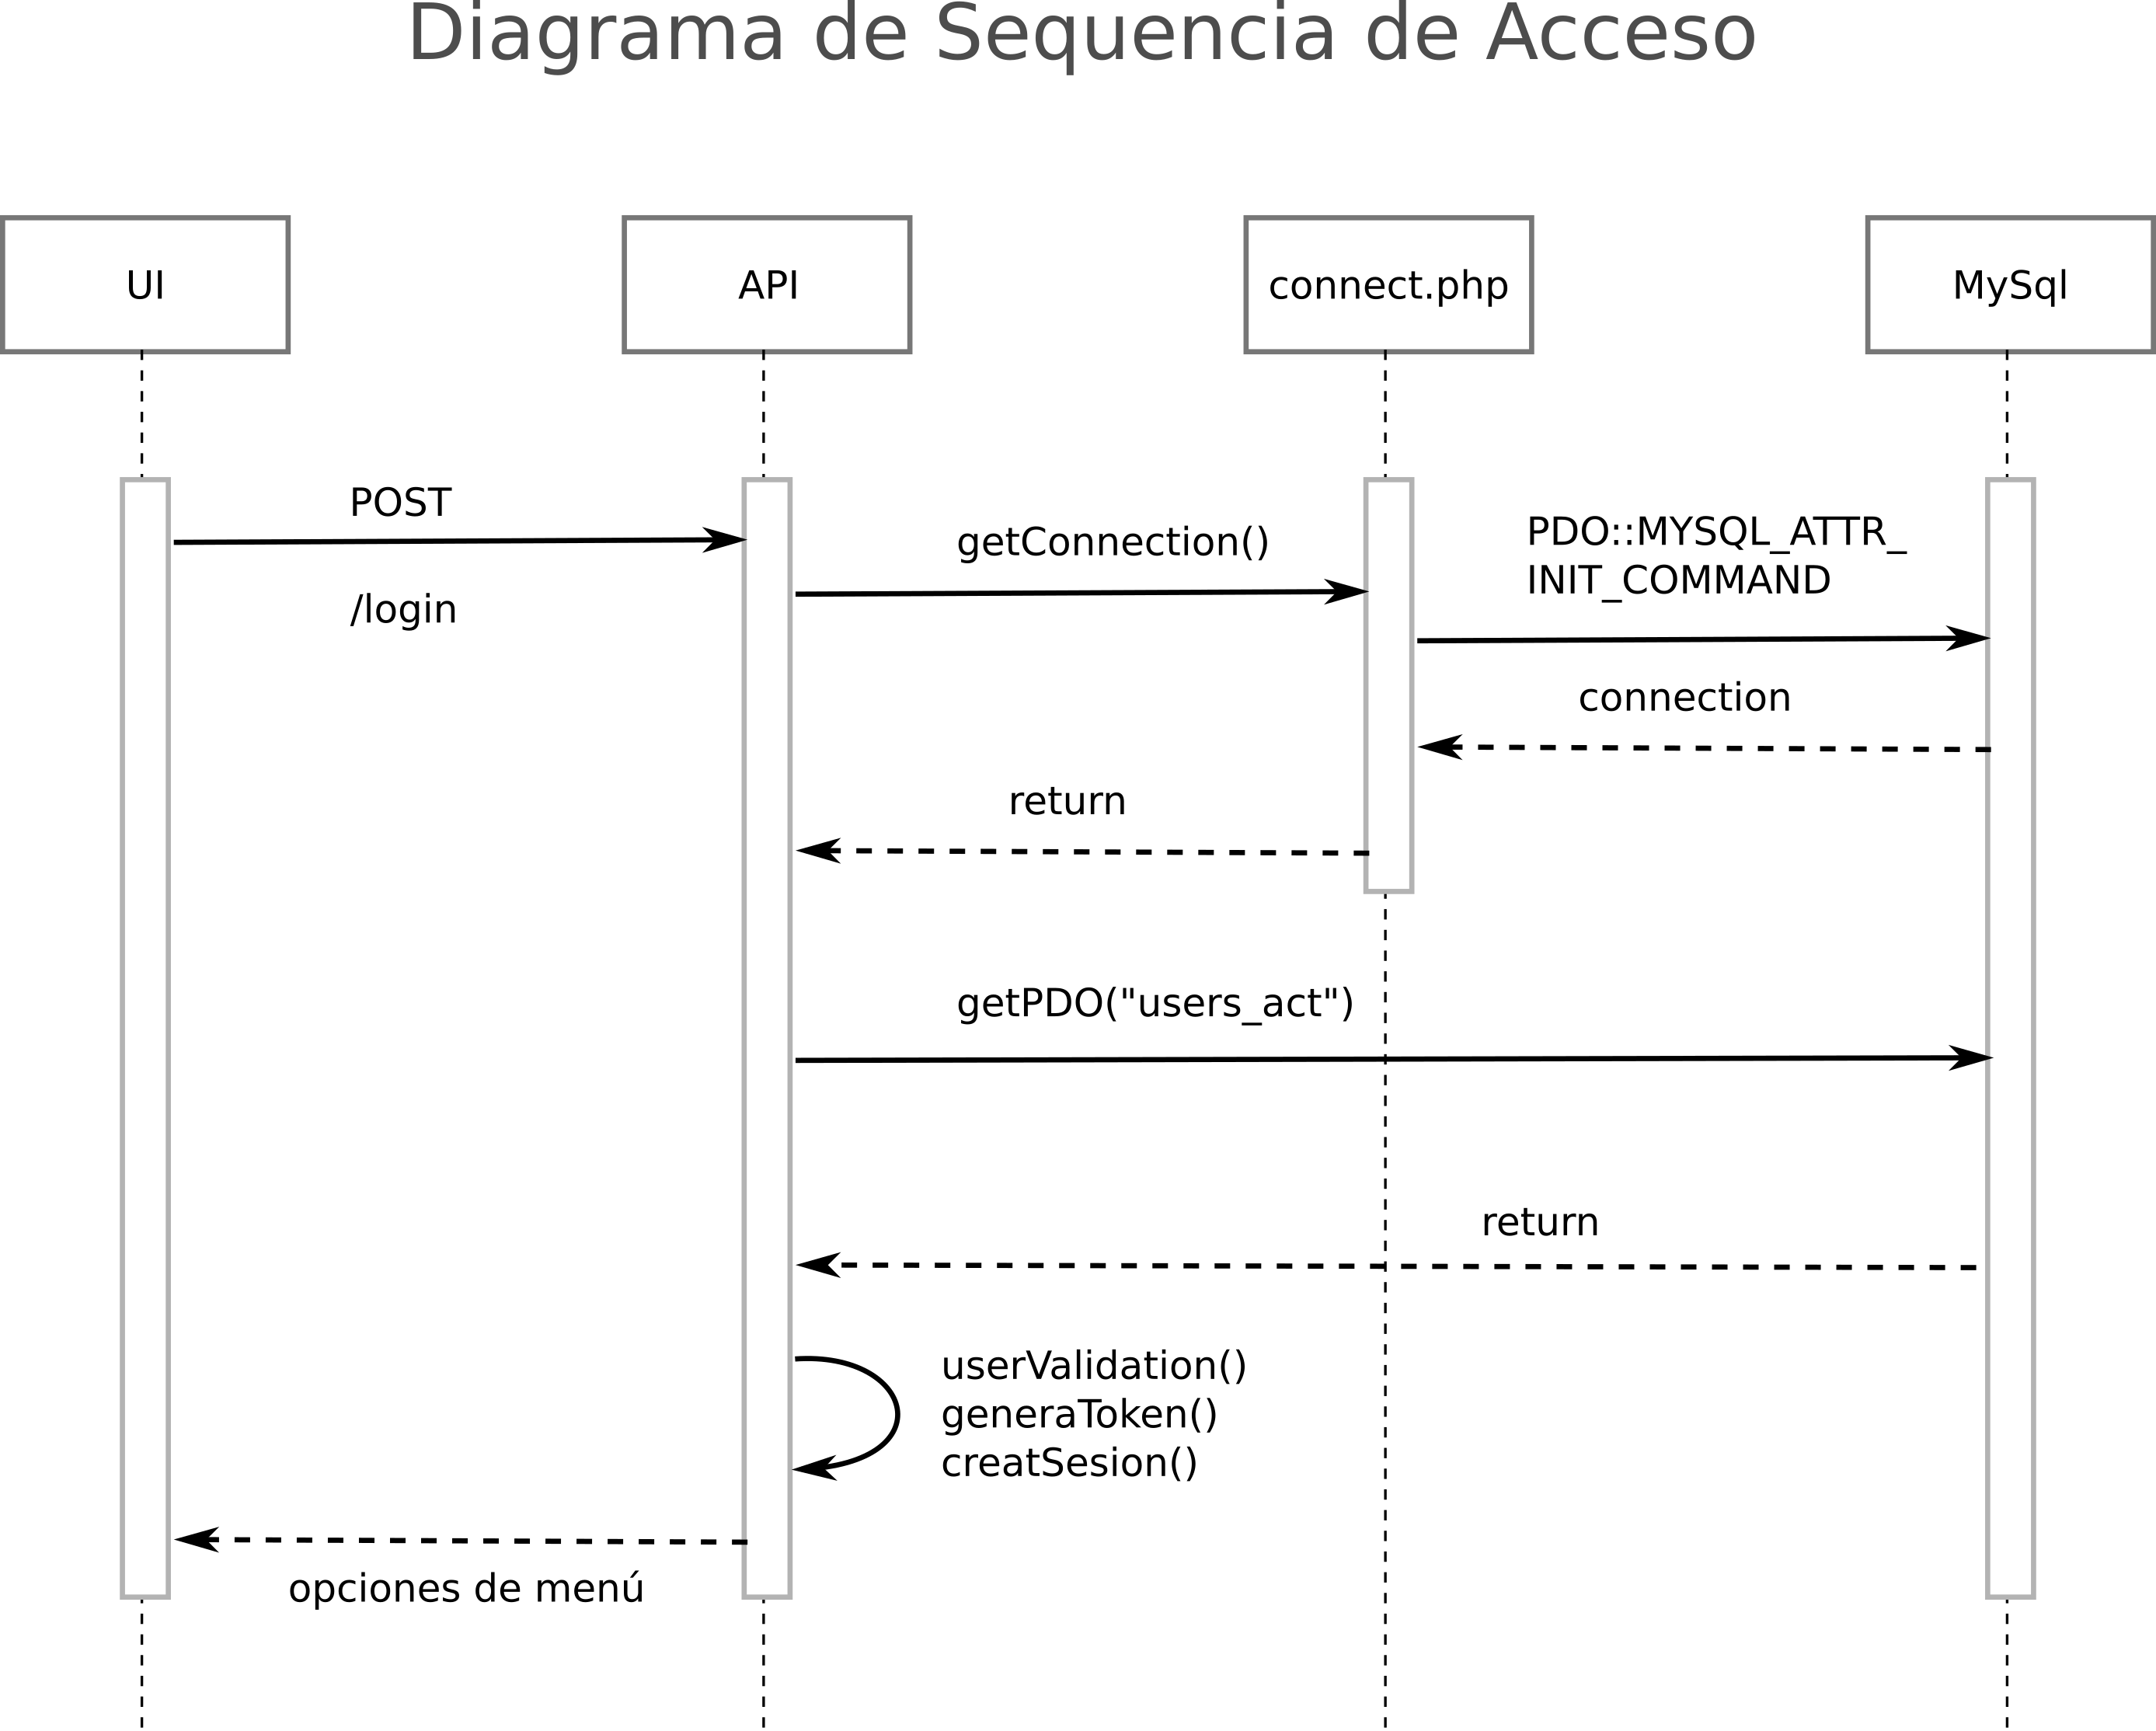 Diagrama de Sequencia de Acceso
UI
API
connect.php
MySql
POST
/login
getConnection()
PDO::MYSQL_ATTR_
INIT_COMMAND
connection
return
getPDO("users_act")
return
userValidation()
generaToken()
creatSesion()
opciones de menú